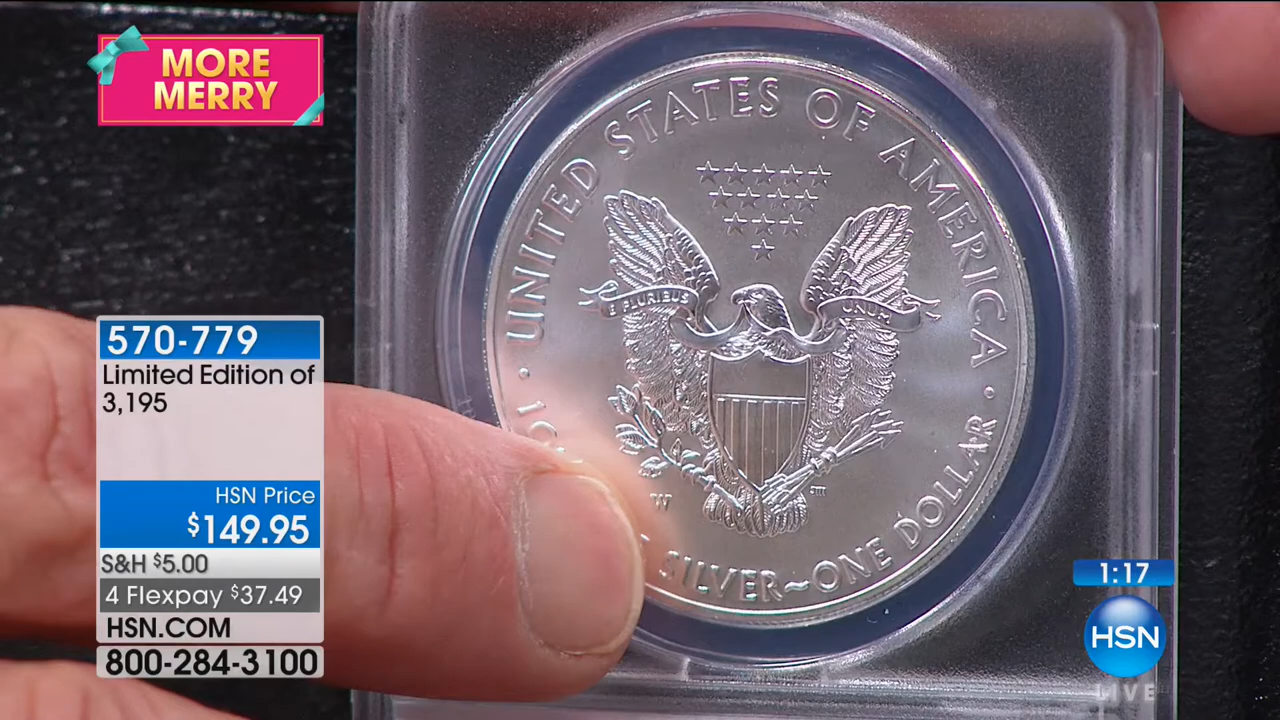 MORE
MERRY
570-779
Limited Edition of
3,195
HSN Price
$149.95
S&H $5.00
4 Flexpay $37.49
HSN.COM
800-284-3100
UNITED STATES OF AMERICA
E PLURIBUS
UNUM
W
SILVER~ONE DOLLAR
1:17
HSN
LIVE